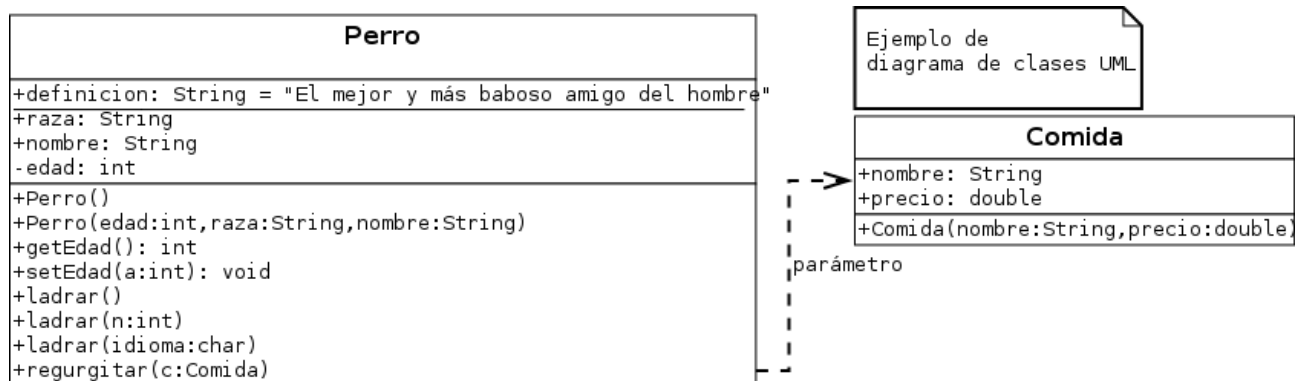 Perro
+definicion: String = "El mejor y más baboso amigo del hombre"
+raza: String
+nombre: String
-edad: int
+Perro()
+Perro(edad:int,raza:String,nombre:String)
+getEdad(): int
+setEdad(a:int): void
+ladrar()
+ladrar(n:int)
+ladrar(idioma:char)
+regurgitar(c:Comida)
parámetro
Ejemplo de
diagrama de clases UML
Comida
+nombre: String
+precio: double
+Comida(nombre:String,precio:double)